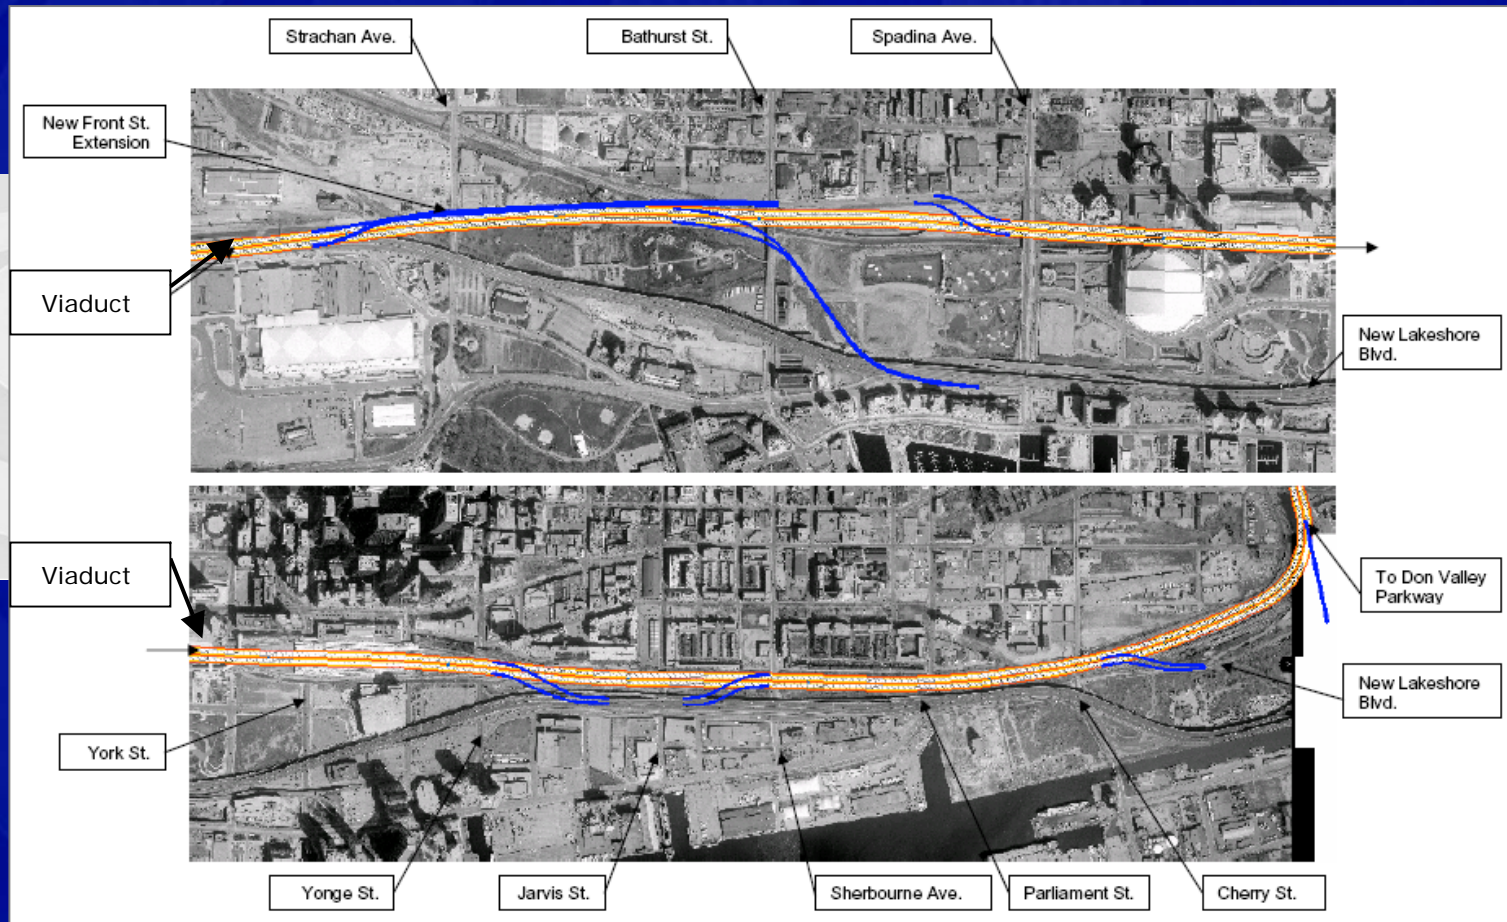 Strachan Ave.
Bathurst St.
Spadina Ave.
New Front St.
Extension
Viaduct
New Lakeshore
Blvd.
Viaduct
To Don Valley
Parkway
New Lakeshore
Blvd.
York St.
Yonge St.
Jarvis St.
Sherbourne Ave.
Parliament St.
Cherry St.